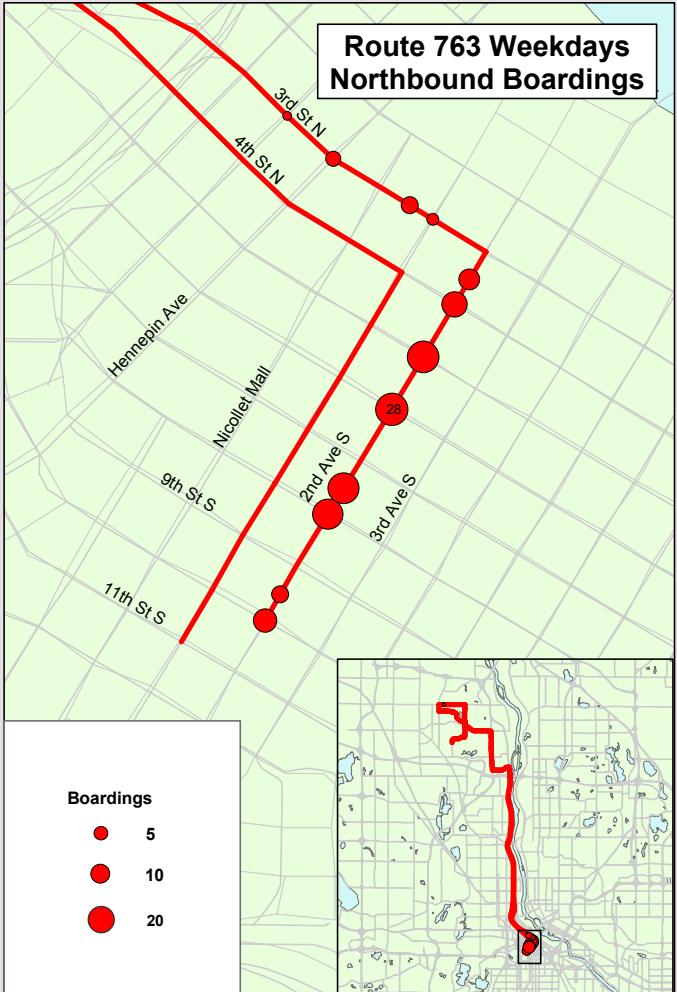 Route 763 Weekdays
Northbound Boardings
3rd St N
4th St N
Hennepin Ave
Nicollet Mall
28
2nd Ave S
9th St S
3rd Ave S
11th St S
Boardings
5
10
20